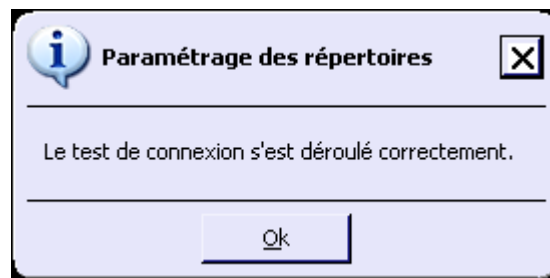 Paramétrage des répertoires
Le test de connexion s'est déroulé correctement.
Ok